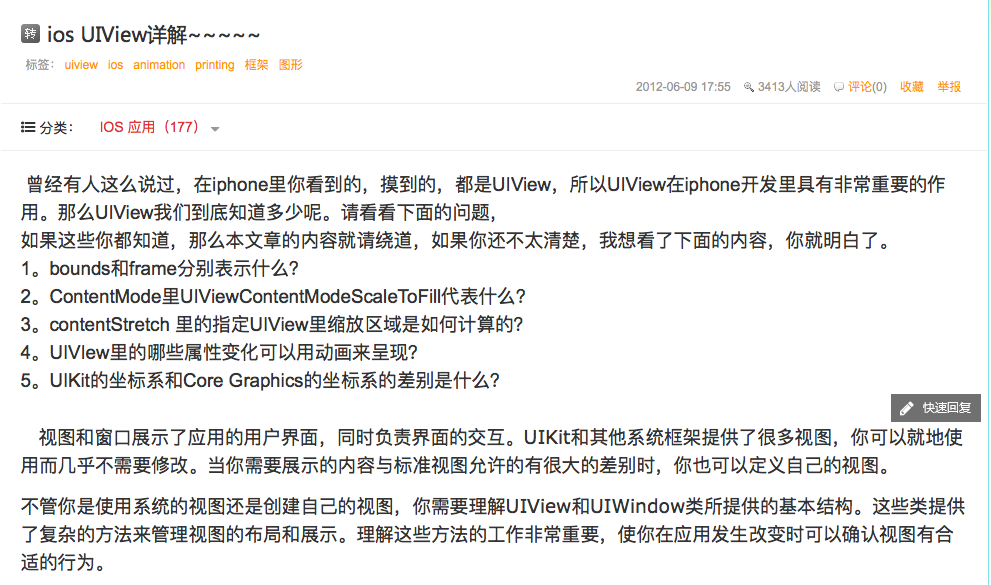 转 ios UIView详解~~~~~
标签： uiview ios animation printing 框架 图形
2012-06-09 17:55 3413人阅读 评论(0) 收藏 举报
分类： IOS 应用（177）
曾经有人这么说过，在iphone里你看到的，摸到的，都是UIView，所以UIView在iphone开发里具有非常重要的作
用。那么UIView我们到底知道多少呢。请看看下面的问题，
如果这些你都知道，那么本文章的内容就请绕道，如果你还不太清楚，我想看了下面的内容，你就明白了。
1。bounds和frame分别表示什么?
2。ContentMode里UIViewContentModeScaleToFill代表什么?
3。contentStretch 里的指定UIView里缩放区域是如何计算的?
4。UIVIew里的哪些属性变化可以用动画来呈现?
5。UIKit的坐标系和Core Graphics的坐标系的差别是什么?
快速回复
视图和窗口展示了应用的用户界面，同时负责界面的交互。UIKit和其他系统框架提供了很多视图，你可以就地使
用而几乎不需要修改。当你需要展示的内容与标准视图允许的有很大的差别时，你也可以定义自己的视图。
不管你是使用系统的视图还是创建自己的视图，你需要理解UIView和UIWindow类所提供的基本结构。这些类提供
了复杂的方法来管理视图的布局和展示。理解这些方法的工作非常重要，使你在应用发生改变时可以确认视图有合
适的行为。